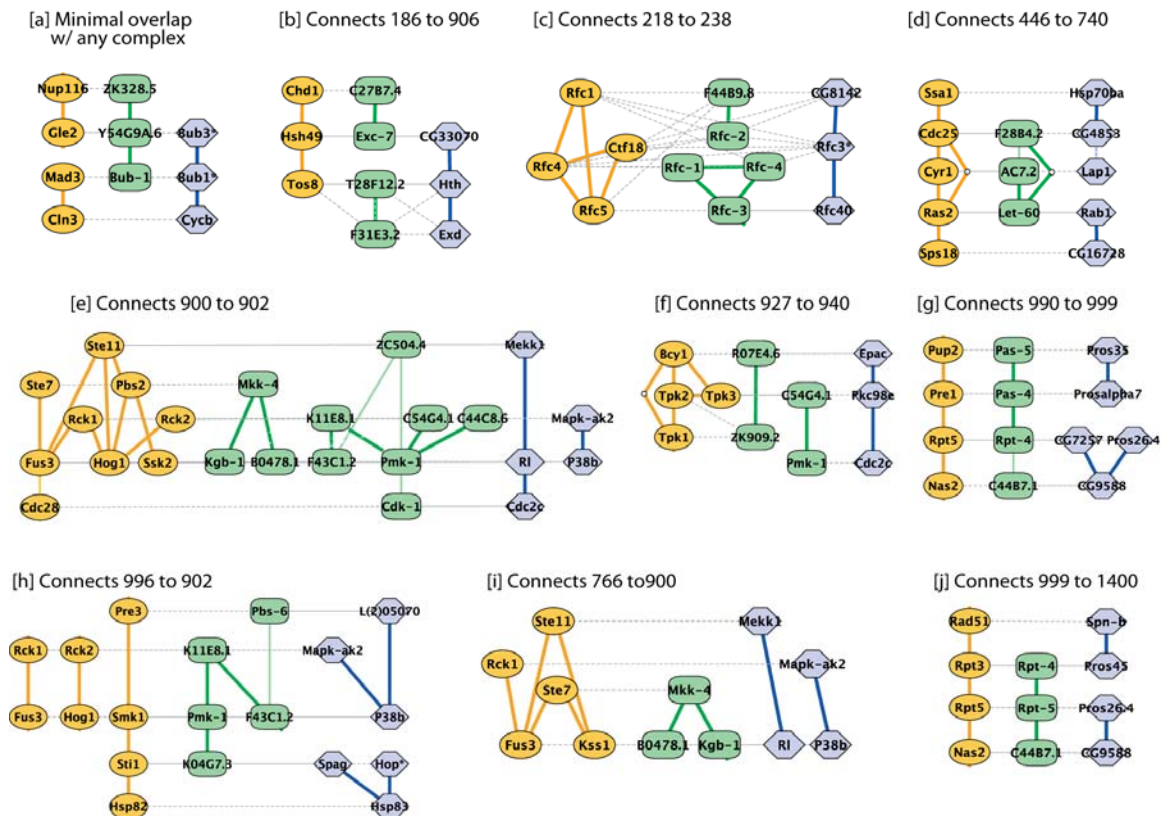 [a] Minimal overlap
w/ any complex
Nup116 ZK328.5
Gle2 Y54G9A.6 Bub3*
Mad3 Bub-1 Bub1*
Cln3 Cycb
[b] Connects 186 to 906
Chd1 C27B7.4
Hsh49 Exc-7 CG33070
Tos8 T28F12.2 Hth
F31E3.2 Exd
[c] Connects 218 to 238
Rfc1 F44B9.8 CG8142
Rfc-2
Ctf18 Rfc3*
Rfc4 Rfc-1 Rfc-4
Rfc5 Rfc-3 Rfc40
[d] Connects 446 to 740
Ssa1 Hsp70ba
Cdc25 F28B4.2 CG4853
Cyr1 AC7.2 Lap1
Ras2 Let-60 Rab1
Sps18 CG16728
[e] Connects 900 to 902
Ste11 ZC504.4 Mekk1
Ste7 Pbs2 Mkk-4
Rck1 Rck2 K11E8.1 C54G4.1 C44C8.6 Mapk-ak2
Fus3 Hog1 Ssk2 Kgb-1 B0478.1 F43C1.2 Pmk-1 Rl P38b
Cdc28 Cdk-1 Cdc2c
[f] Connects 927 to 940
Bcy1 R07E4.6 Epac
Tpk2 Tpk3 C54G4.1 Pkc98e
Tpk1 ZK909.2
Pmk-1 Cdc2c
[g] Connects 990 to 999
Pup2 Pas-5 Pros35
Pre1 Pas-4 Prosalpha7
Rpt5 Rpt-4 CG7257 Pros26.4
Nas2 C44B7.1 CG9588
[h] Connects 996 to 902
Pre3 Pbs-6 L(2)05070
Rck1 Rck2 K11E8.1 Mapk-ak2
Fus3 Hog1 Smk1 Pmk-1 F43C1.2 P38b
Sti1 K04G7.3 Spag Hop*
Hsp82 Hsp83
[i] Connects 766 to900
Ste11 Mekk1
Rck1 Mapk-ak2
Ste7 Mkk-4
Fus3 Kss1 B0478.1 Kgb-1 Rl P38b
[j] Connects 999 to 1400
Rad51 Spn-b
Rpt3 Rpt-4 Pros45
Rpt5 Rpt-5 Pros26.4
Nas2 C44B7.1 CG9588